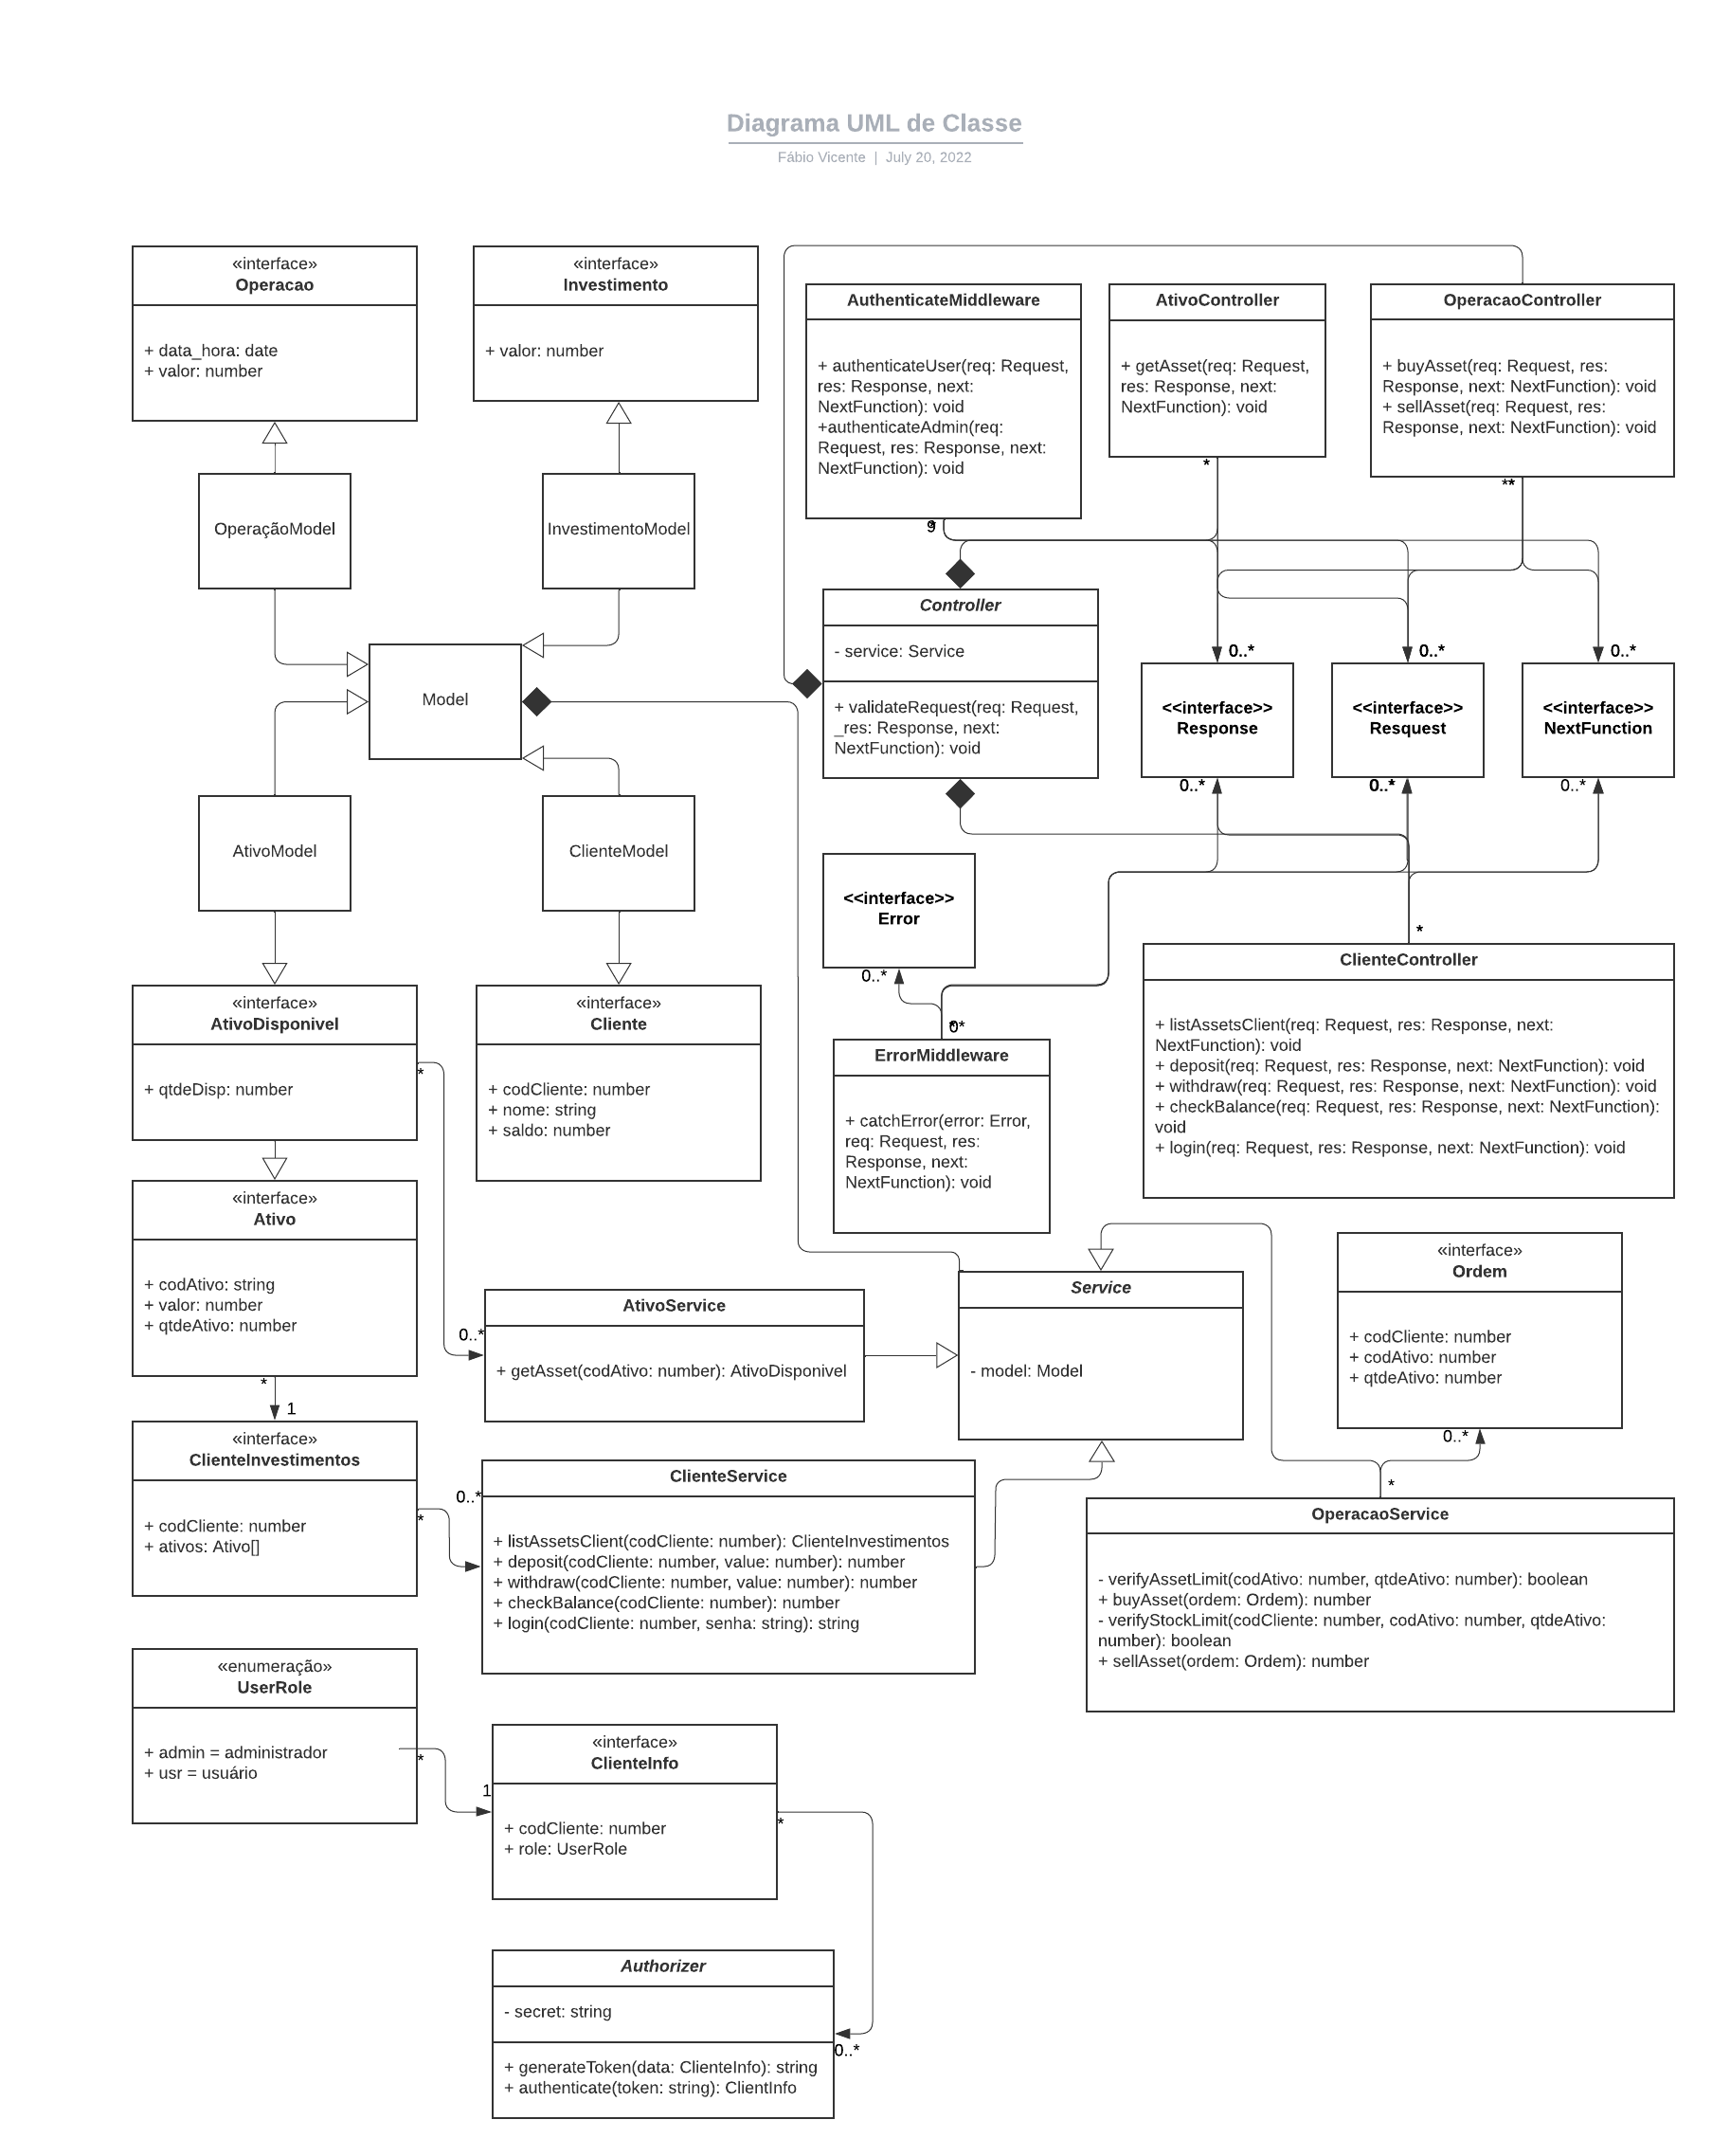 Diagrama UML de Classe
Fábio Vicente | July 20, 2022
«interface»
Operacao
+ data_hora: date
+ valor: number
«interface»
Investimento
+ valor: number
AuthenticateMiddleware
+ authenticateUser(req: Request,
res: Response, next:
NextFunction): void
+authenticateAdmin(req:
Request, res: Response, next:
NextFunction): void
AtivoController
+ getAsset(req: Request,
res: Response, next:
NextFunction): void
*
OperacaoController
+ buyAsset(req: Request, res:
Response, next: NextFunction): void
+ sellAsset(req: Request, res:
Response, next: NextFunction): void
**
OperaçãoModel
InvestimentoModel
Model
AtivoModel
ClienteModel
Controller
- service: Service
+ validateRequest(req: Request,
_res: Response, next:
NextFunction): void
0..*
0..*
0..*
<<interface>>
Response
<<interface>>
Resquest
<<interface>>
NextFunction
0..*
0..*
0..*
<<interface>>
Error
0..*
*
ClienteController
+ listAssetsClient(req: Request, res: Response, next:
NextFunction): void
+ deposit(req: Request, res: Response, next: NextFunction): void
+ withdraw(req: Request, res: Response, next: NextFunction): void
+ checkBalance(req: Request, res: Response, next: NextFunction):
void
+ login(req: Request, res: Response, next: NextFunction): void
ErrorMiddleware
+ catchError(error: Error,
req: Request, res:
Response, next:
NextFunction): void
«interface»
AtivoDisponivel
+ qtdeDisp: number
*
«interface»
Cliente
+ codCliente: number
+ nome: string
+ saldo: number
«interface»
Ativo
+ codAtivo: string
+ valor: number
+ qtdeAtivo: number
*
1
0..*
AtivoService
+ getAsset(codAtivo: number): AtivoDisponivel
Service
- model: Model
«interface»
Ordem
+ codCliente: number
+ codAtivo: number
+ qtdeAtivo: number
0..*
*
«interface»
ClienteInvestimentos
+ codCliente: number
+ ativos: Ativo[]
*
0..*
ClienteService
+ listAssetsClient(codCliente: number): ClienteInvestimentos
+ deposit(codCliente: number, value: number): number
+ withdraw(codCliente: number, value: number): number
+ checkBalance(codCliente: number): number
+ login(codCliente: number, senha: string): string
OperacaoService
- verifyAssetLimit(codAtivo: number, qtdeAtivo: number): boolean
+ buyAsset(ordem: Ordem): number
- verifyStockLimit(codCliente: number, codAtivo: number, qtdeAtivo:
number): boolean
+ sellAsset(ordem: Ordem): number
«enumeração»
UserRole
+ admin = administrador
+ usr = usuário
*
1
«interface»
ClienteInfo
+ codCliente: number
+ role: UserRole
*
Authorizer
- secret: string
+ generateToken(data: ClienteInfo): string
+ authenticate(token: string): ClientInfo
0..*